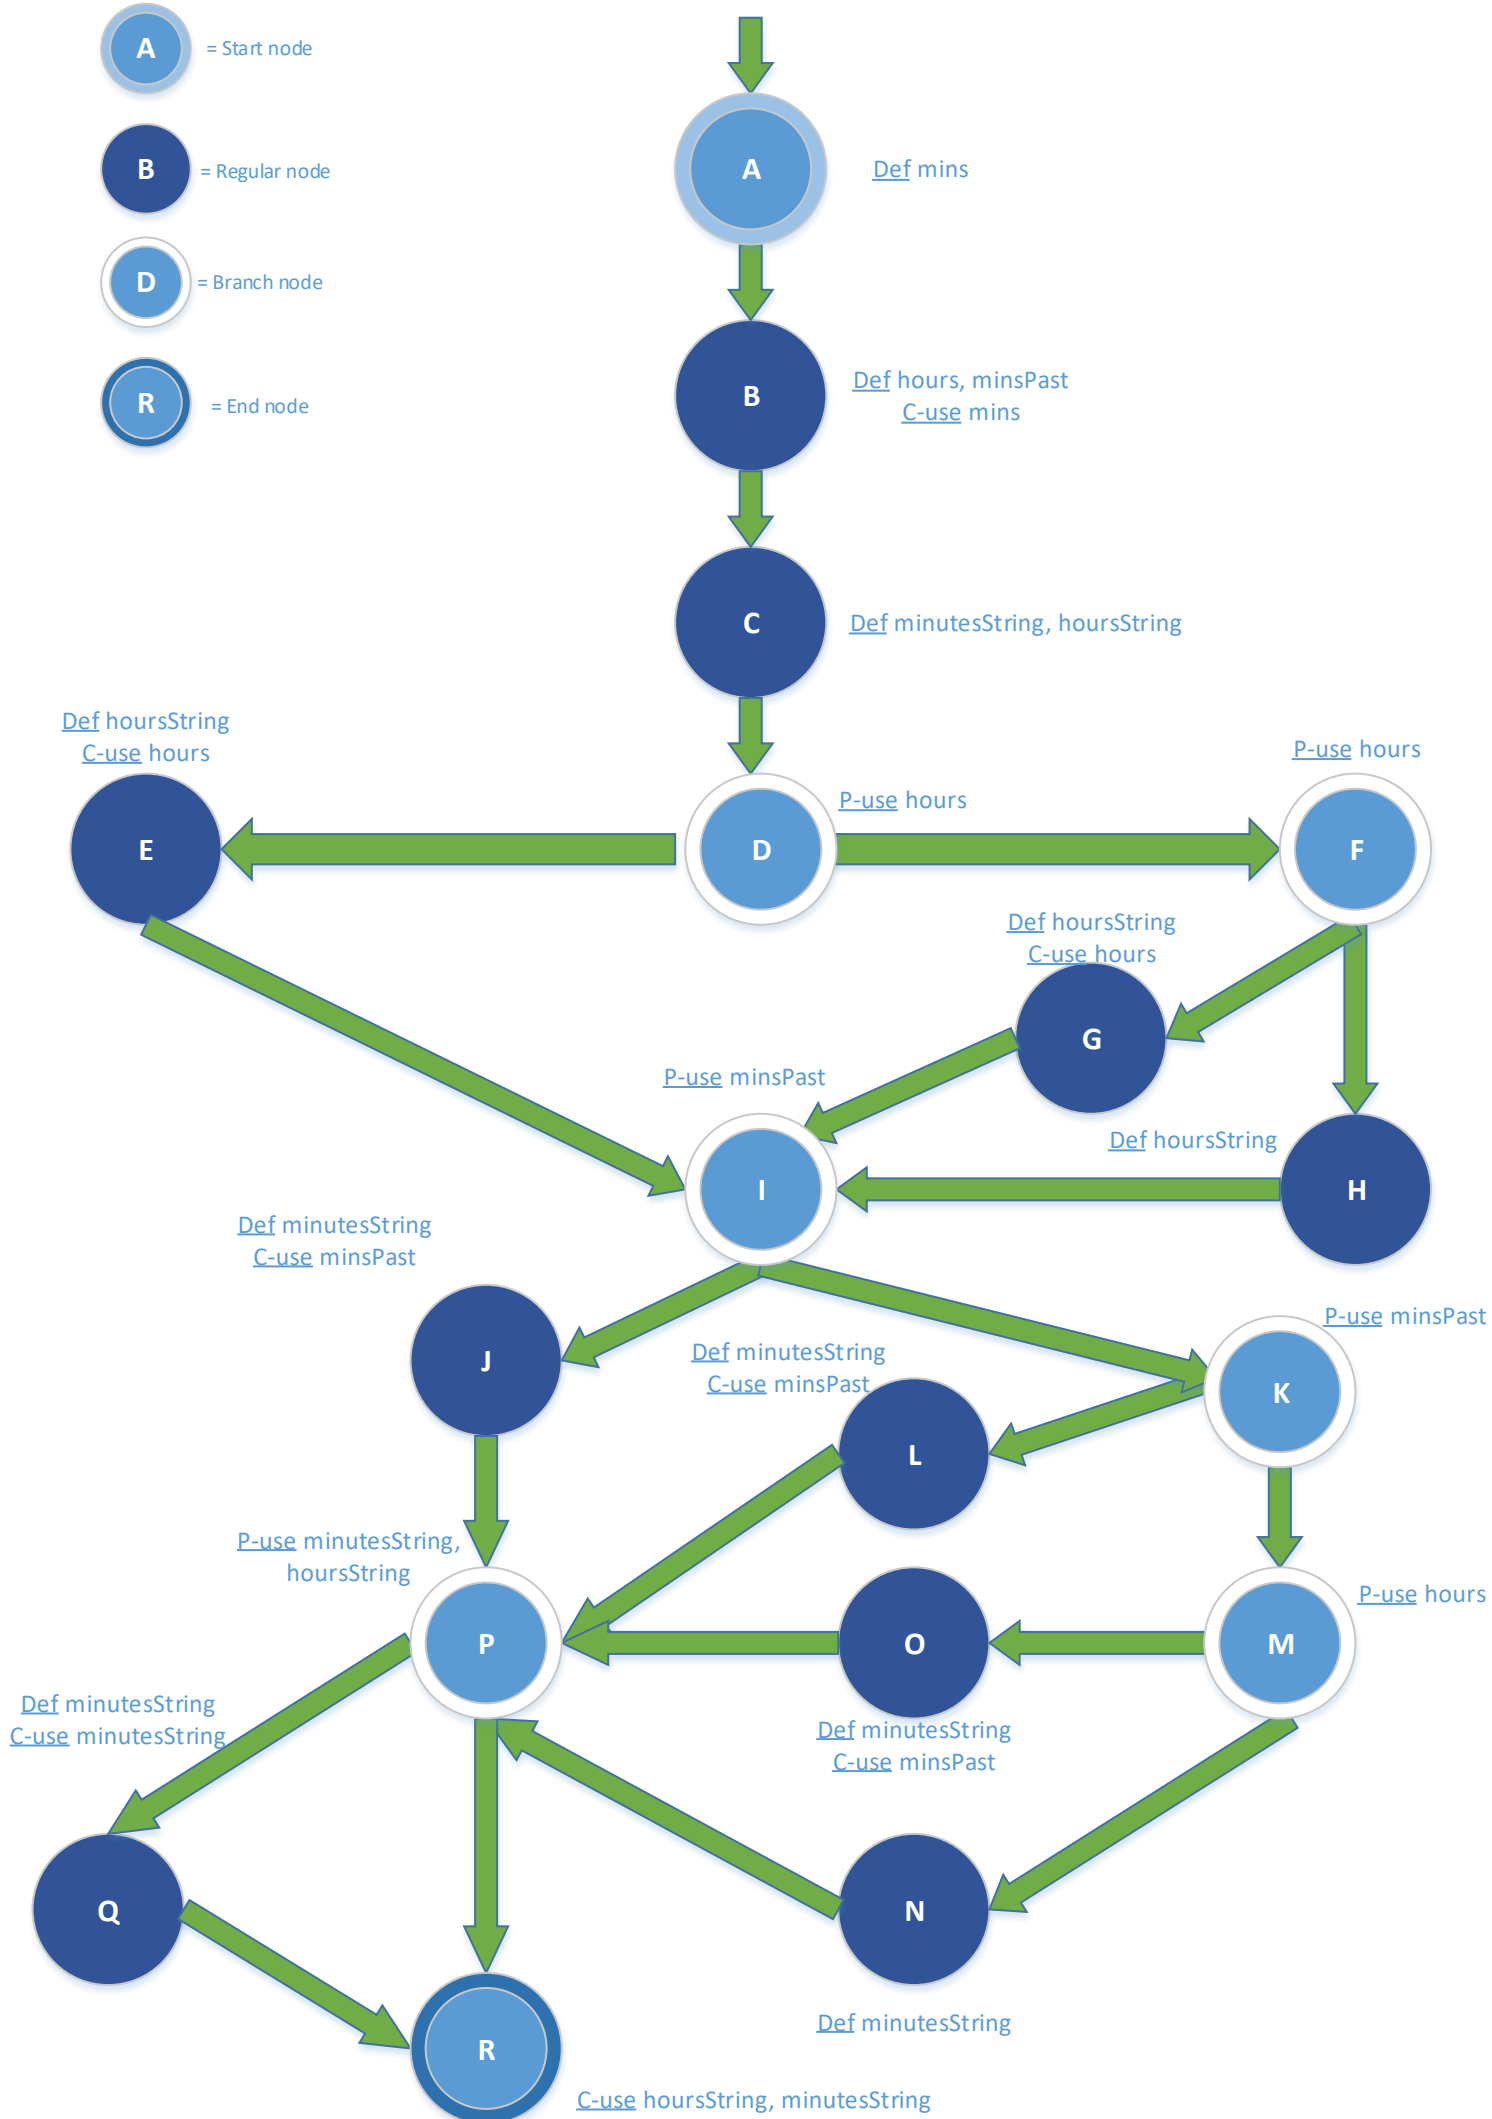 A
= Start node
B
= Regular node
D
= Branch node
R
= End node
A
Def mins
B
Def hours, minsPast
C-use mins
C
Def minutesString, hoursString
Def hoursString
C-use hours
E
P-use hours
D
P-use hours
F
Def hoursString
C-use hours
G
P-use minsPast
I
Def hoursString
H
Def minutesString
C-use minsPast
J
P-use minsPast
K
Def minutesString
C-use minsPast
L
P-use minutesString,
hoursString
P
O
Def minutesString
C-use minsPast
P-use hours
M
Def minutesString
C-use minutesString
Q
N
Def minutesString
R
C-use hoursString, minutesString